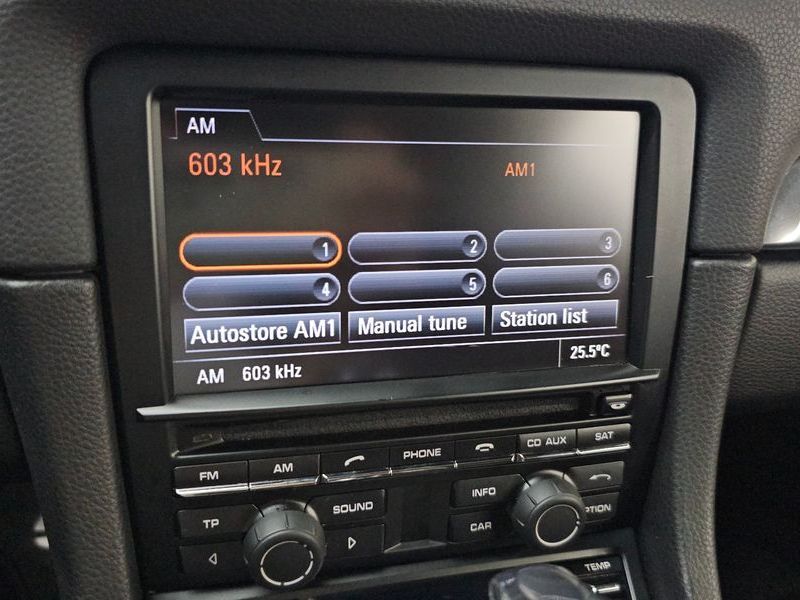 AM
603 kHz AM1
1 2 3
4 5 6
Autostore AM1 Manual tune Station list
AM 603 kHz 25.5°C
FM AM PHONE CD AUX SAT
TP SOUND INFO
CAR
TEMP